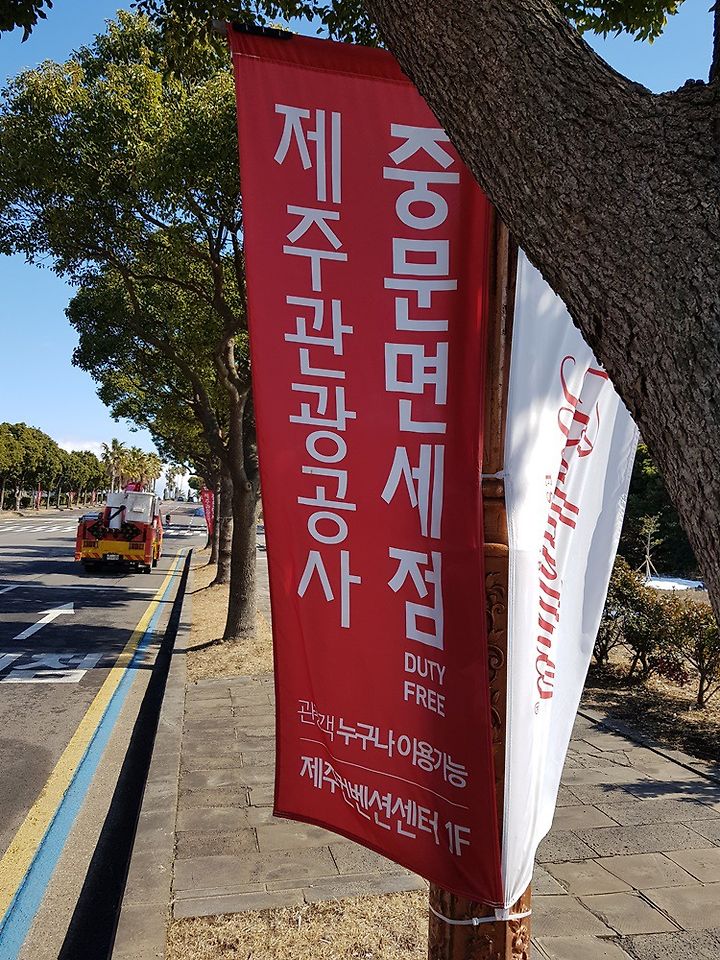 제주관광공사
중문면세점
DUTY
FREE
관광객 누구나 이용가능
제주컨벤션센터 1F